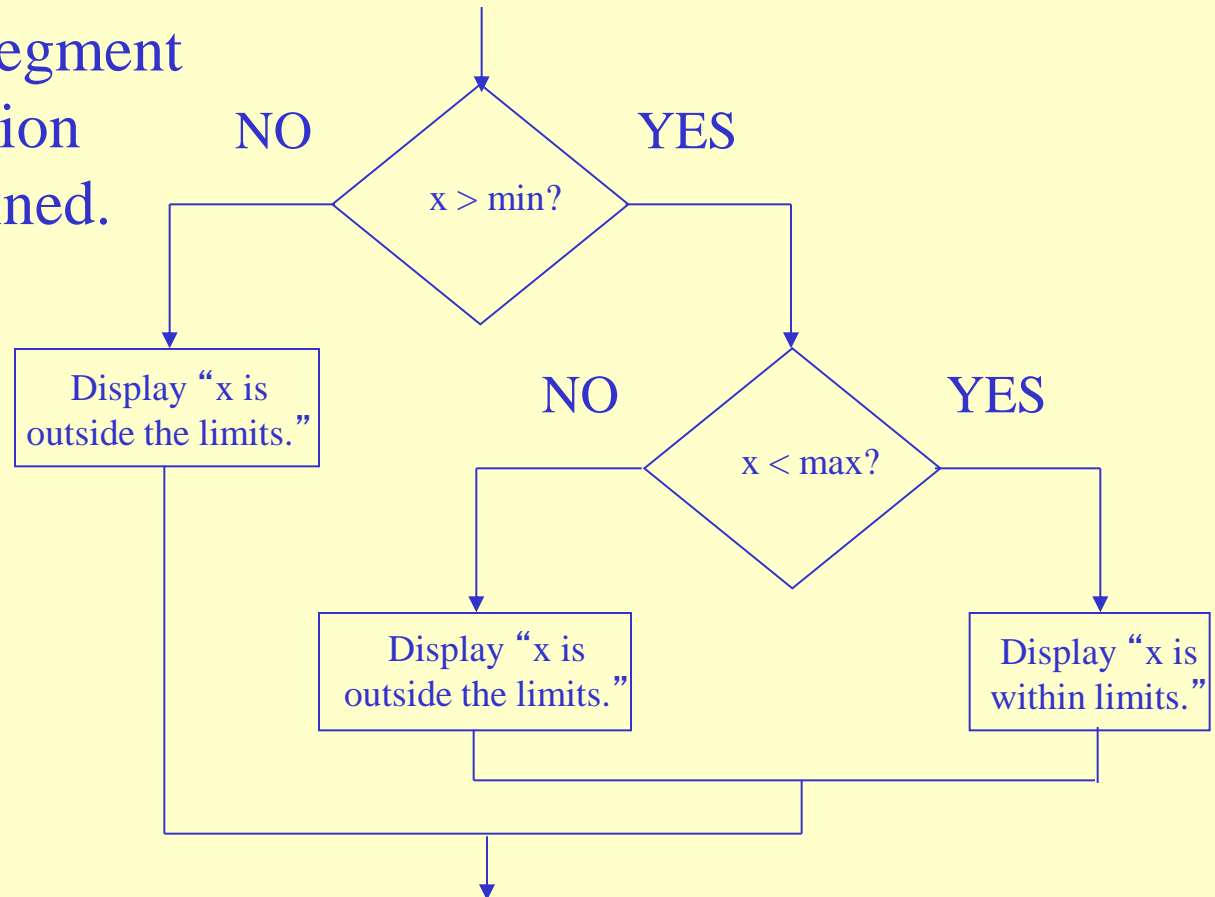 egment
ion
ned.
NO
YES
x > min?
Display “x is
outside the limits.”
NO
YES
x < max?
Display “x is
outside the limits.”
Display “x is
within limits.”